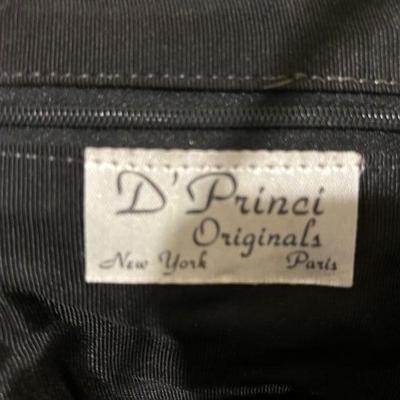 D'Princi
Originals
New York Paris